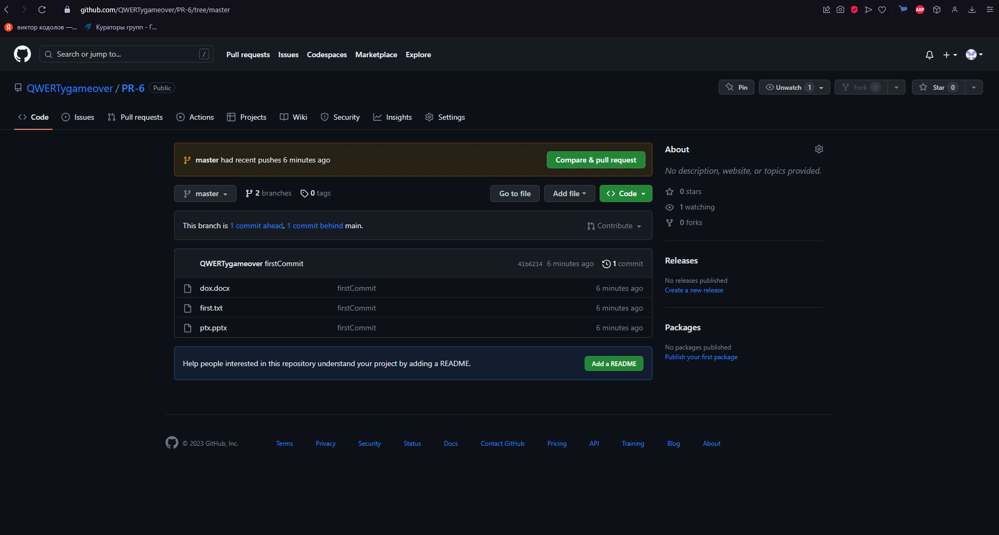 github.com/QWERTygameover/PR-6/tree/master
ABP
Я виктор кодолов —... Кураторы групп - Г...
Search or jump to... / Pull requests Issues Codespaces Marketplace Explore
QWERTygameover / PR-6 Public Pin Unwatch 1 Fork 0 Star 0
Code Issues Pull requests Actions Projects Wiki Security Insights Settings
master had recent pushes 6 minutes ago Compare & pull request
master 2 branches 0 tags Go to file Add file Code
This branch is 1 commit ahead, 1 commit behind main. Contribute
QWERTygameover firstCommit 41b6214 6 minutes ago 1 commit
dox.docx firstCommit 6 minutes ago
first.txt firstCommit 6 minutes ago
ptx.pptx firstCommit 6 minutes ago
Help people interested in this repository understand your project by adding a README. Add a README
About
No description, website, or topics provided.
0 stars
1 watching
0 forks
Releases
No releases published
Create a new release
Packages
No packages published
Publish your first package
© 2023 GitHub, Inc. Terms Privacy Security Status Docs Contact GitHub Pricing API Training Blog About